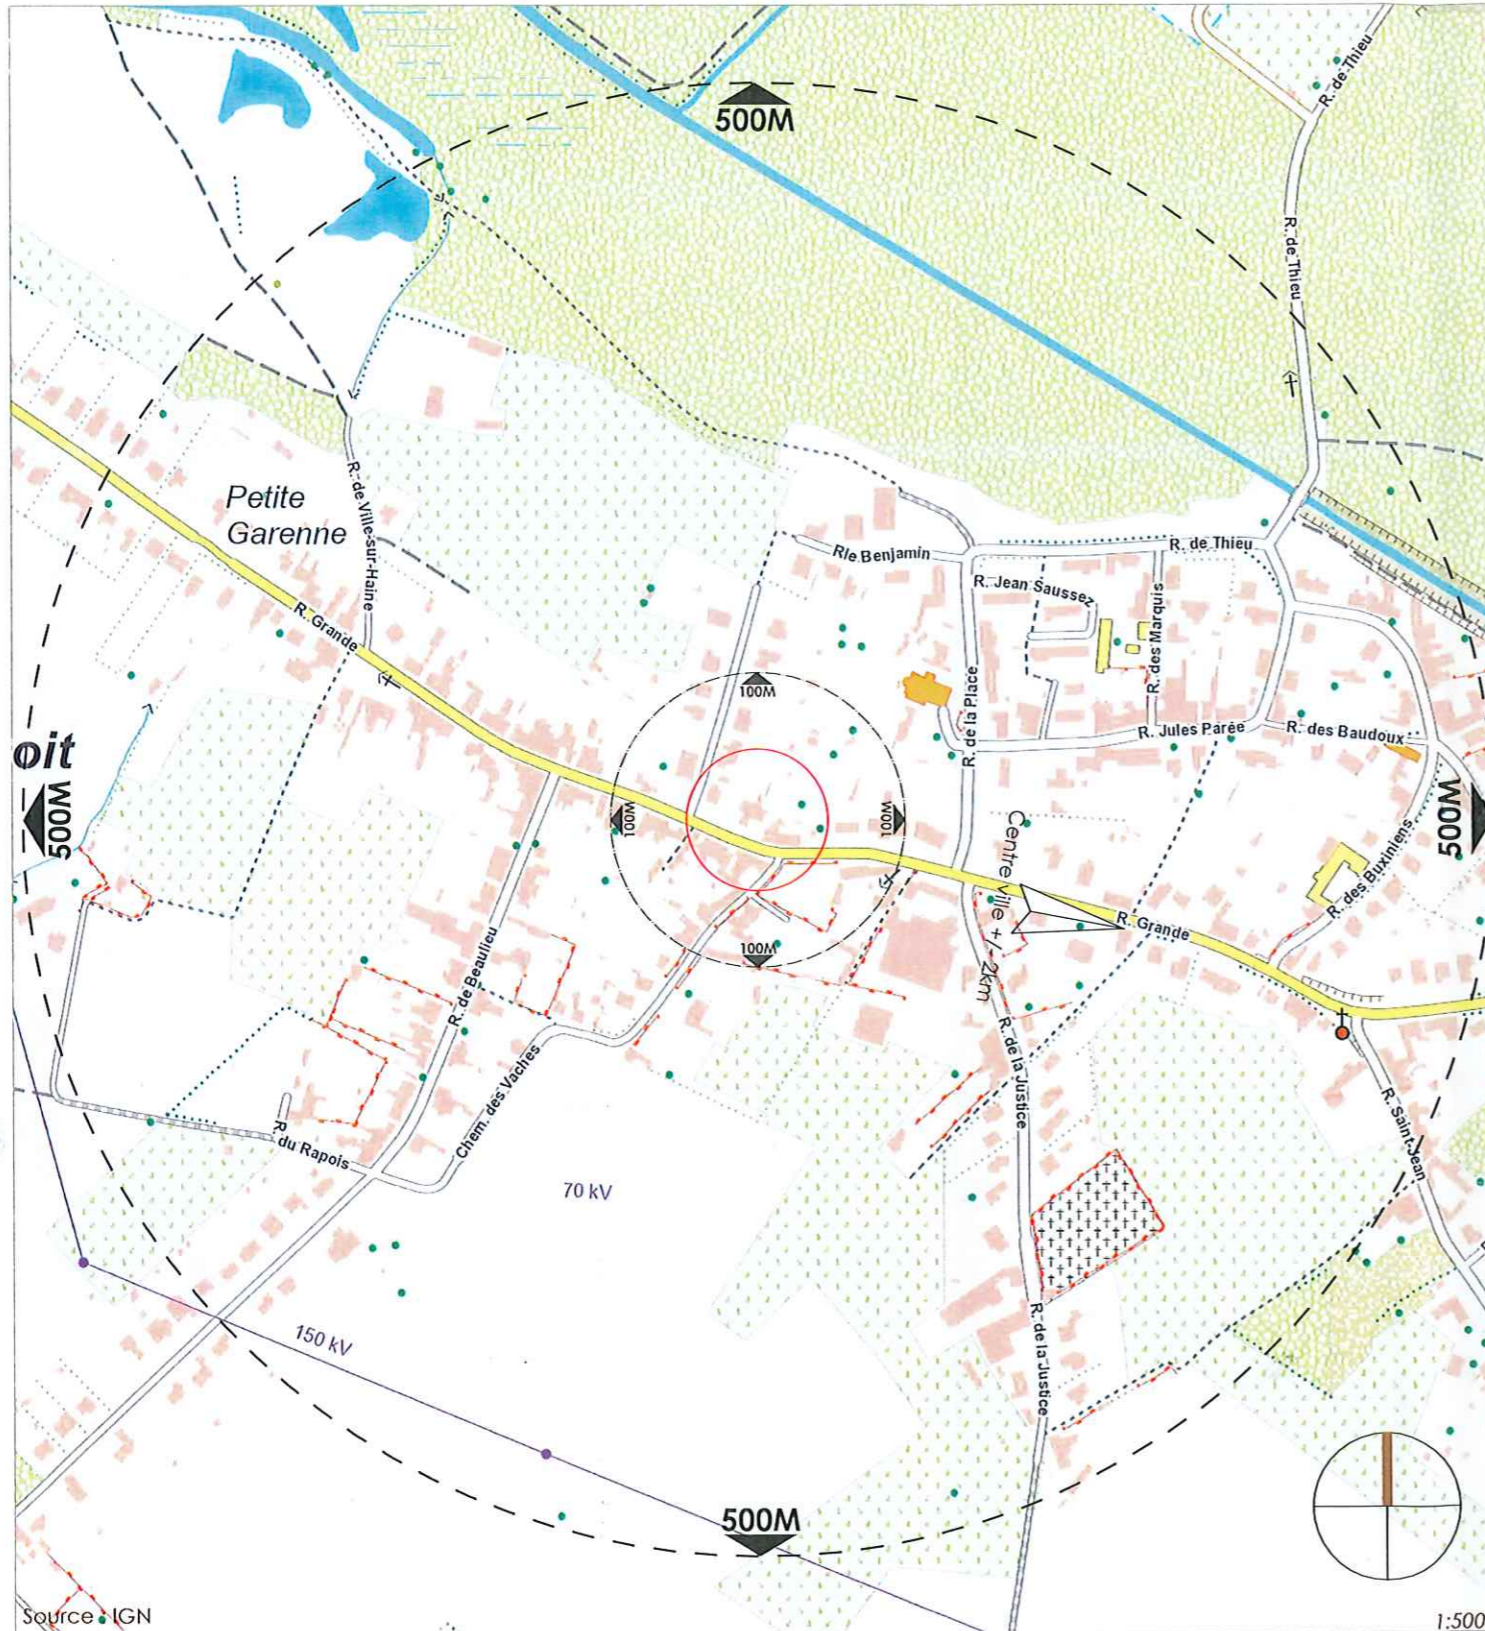 R. de Thieu
500M
R. de Thieu
Petite
Garenne
R. de Ville-sur-Haine
R. de Thieu
Rle Benjamin
R. Jean Saussez
R. des Marquis
R. Grande
100M
R. de la Place
R. Jules Parée
R. des Baudoux
oit
500M
100M
100M
500M
Centre ville +/- 2km
R. des Buxiniens
R. Grande
100M
R. de Beaulieu
Chem. des Vaches
R. de la Justice
R. Saint-Jean
R. du Rapois
70 kV
150 kV
R. de la Justice
500M
Source : IGN
1:500